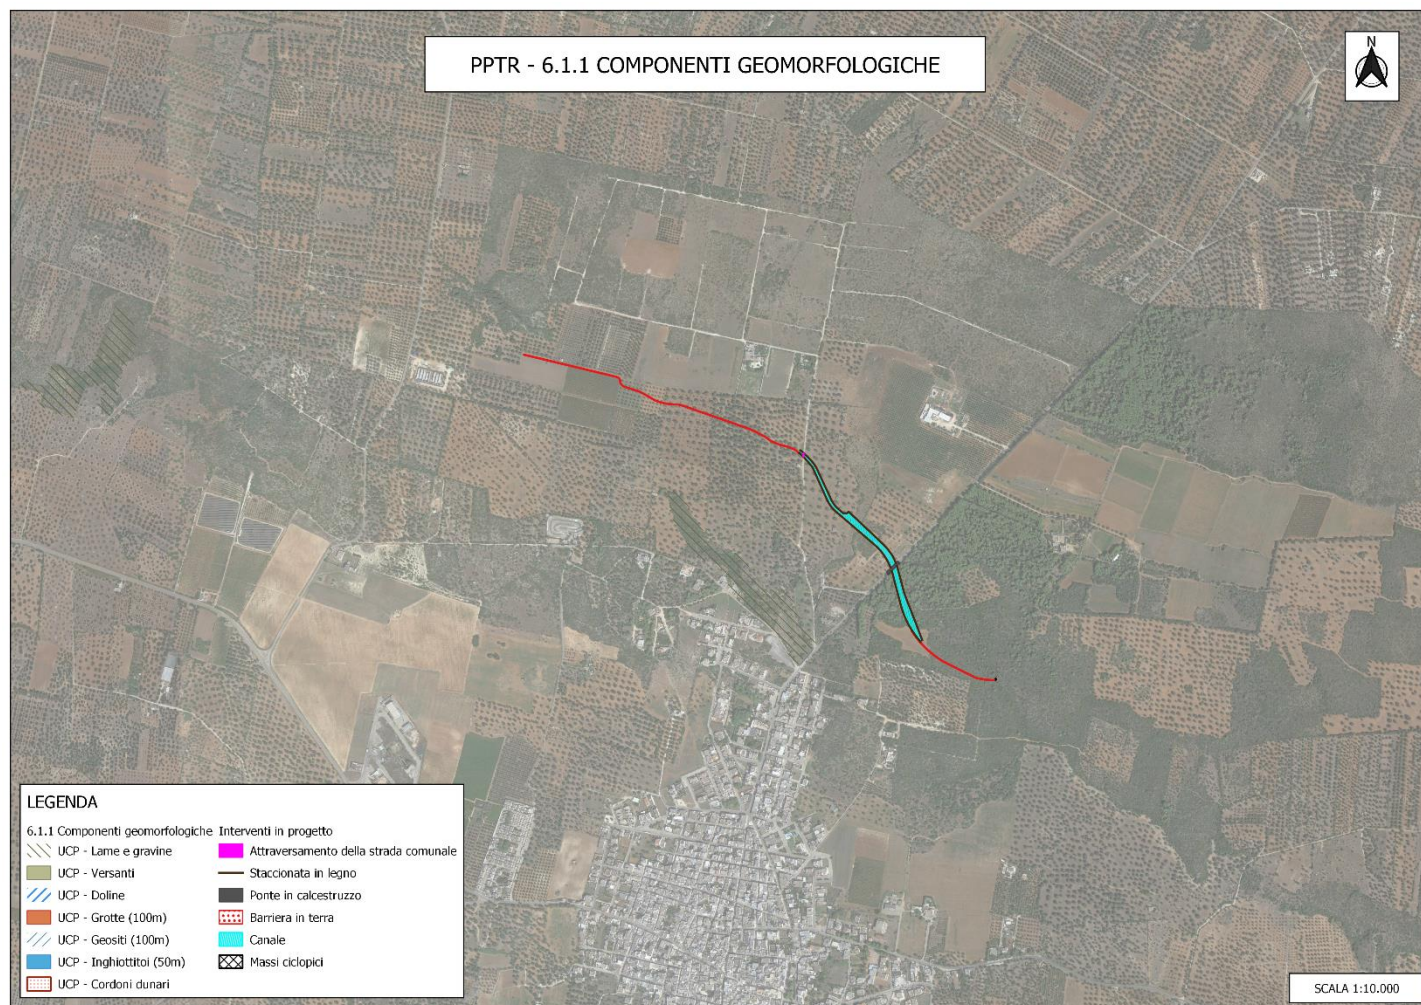 PPTR - 6.1.1 COMPONENTI GEOMORFOLOGICHE
N
LEGENDA
6.1.1 Componenti geomorfologiche
UCP - Lame e gravine
UCP - Versanti
UCP - Doline
UCP - Grotte (100m)
UCP - Geositi (100m)
UCP - Inghiottitoi (50m)
UCP - Cordoni dunari
Interventi in progetto
Attraversamento della strada comunale
Staccionata in legno
Ponte in calcestruzzo
Barriera in terra
Canale
Massi ciclopici
SCALA 1:10.000